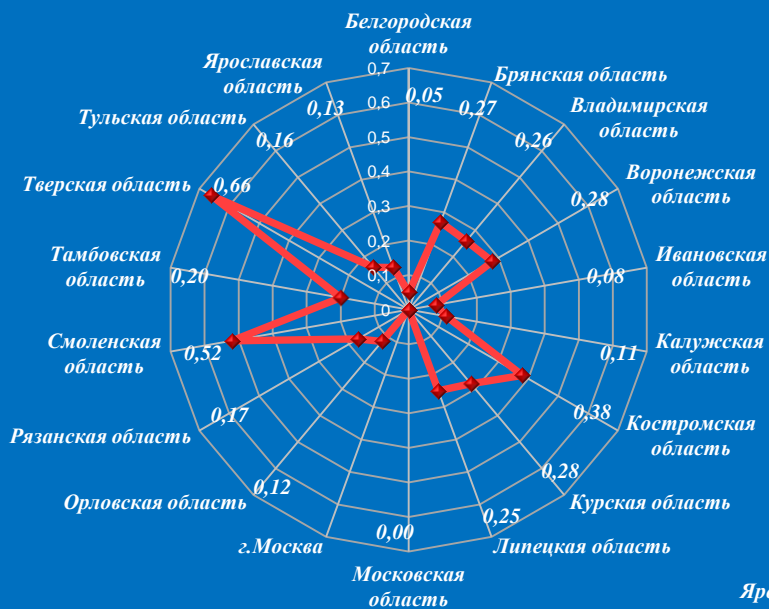 Белгородская
область
0,05
Брянская область
0,27
Владимирская
область
0,26
Воронежская
область
0,28
Ивановская
область
0,08
Калужская
область
0,11
Костромская
область
0,38
Курская область
0,28
Липецкая область
0,25
Московская
область
0,00
г.Москва
Орловская область
0,12
Рязанская область
0,17
Смоленская
область
0,52
Тамбовская
область
0,20
Тверская область
0,66
Тульская область
0,16
Ярославская
область
0,13
0,7
0,6
0,5
0,4
0,3
0,2
0,1
0